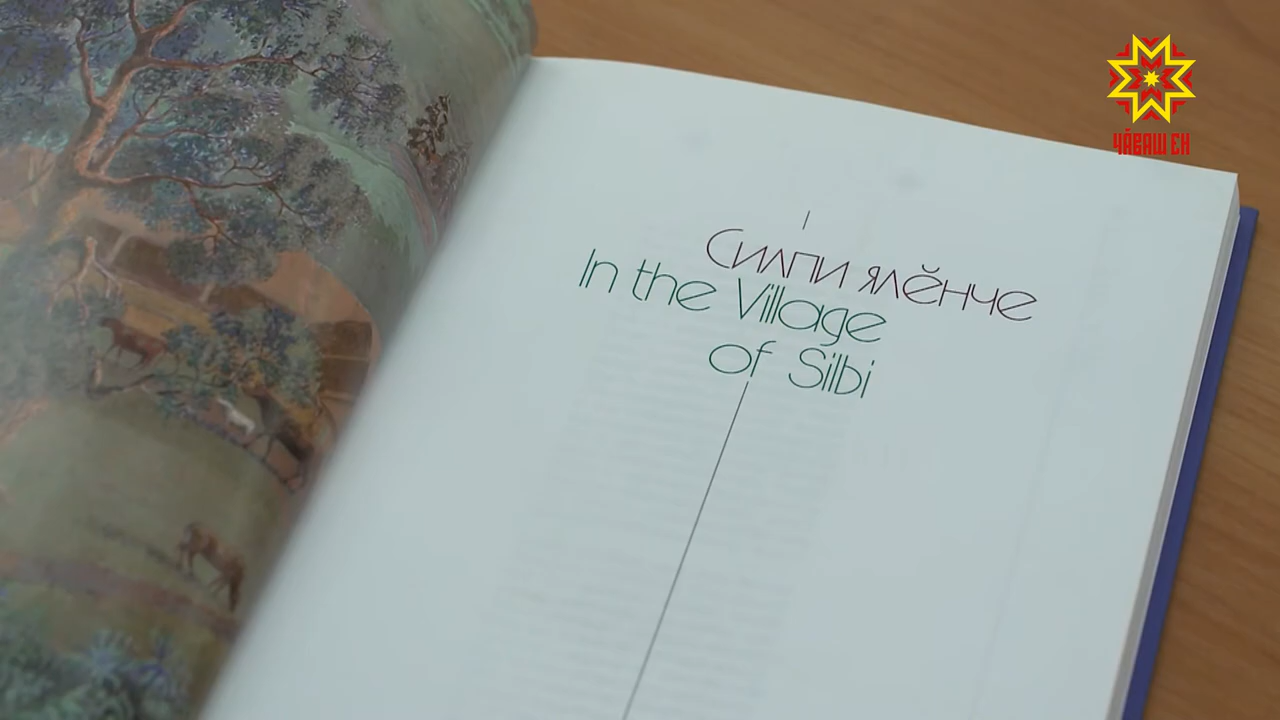 ЧӐВАШ ЕН
I
Силпи ялӗнче
In the Village
of Silbi